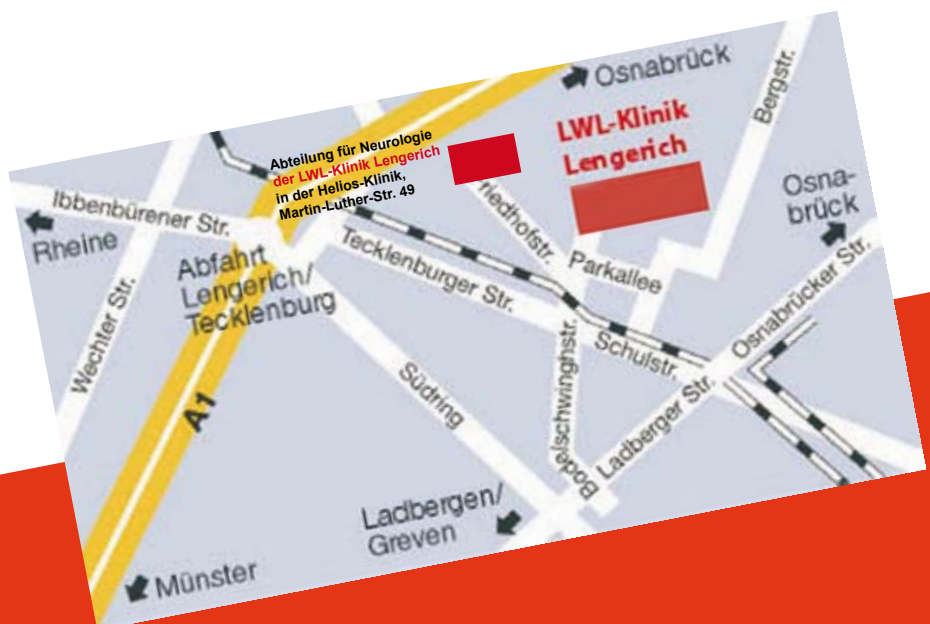 Osnabrück
Bergstr.
LWL-Klinik
Lengerich
Abteilung für Neurologie
der LWL-Klinik Lengerich
in der Helios-Klinik,
Martin-Luther-Str. 49
Osna-
brück
Ibbenbürener Str.
Rheine
riedhofstr.
Parkallee
Tecklenburger Str.
Abfahrt
Lengerich/
Tecklenburg
Osnabrücker Str.
Wechter Str.
Schulstr.
Südring
Bodelschwinghstr.
Ladberger Str.
A1
Ladbergen/
Greven
Münster